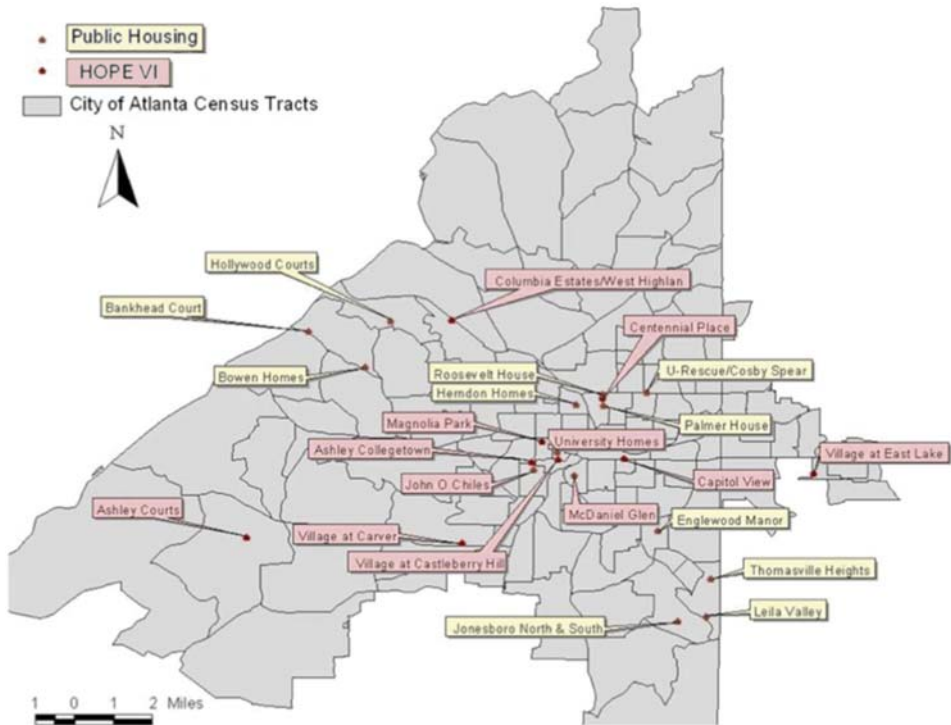 Public Housing
HOPE VI
City of Atlanta Census Tracts
N
Hollywood Courts
Columbia Estates/West Highlan
Bankhead Court
Centennial Place
Bowen Homes
Roosevelt House
U-Rescue/Cosby Spear
Herndon Homes
Palmer House
Magnolia Park
University Homes
Ashley Collegetown
Village at East Lake
John O Chiles
Capitol View
Ashley Courts
McDaniel Glen
Englewood Manor
Village at Carver
Village at Castleberry Hill
Thomasville Heights
Leila Valley
Jonesboro North & South
1 0 1 2 Miles